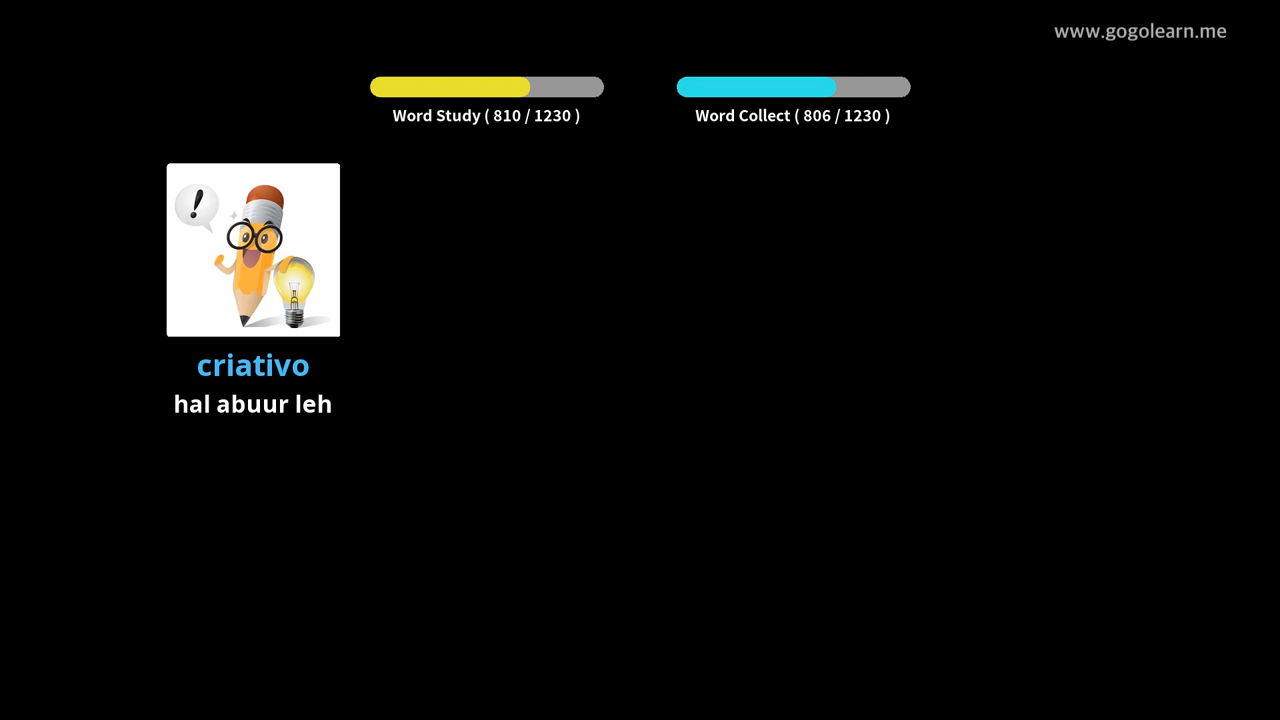 www.gogolearn.me
Word Study ( 810 / 1230 )
Word Collect ( 806 / 1230 )
!
criativo
hal abuur leh